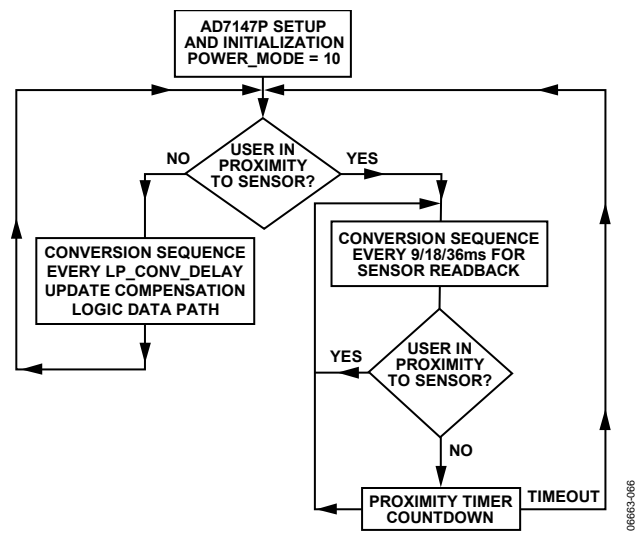 AD7147P SETUP
AND INITIALIZATION
POWER_MODE = 10
USER IN
PROXIMITY
TO SENSOR?
NO
YES
CONVERSION SEQUENCE
EVERY LP_CONV_DELAY
UPDATE COMPENSATION
LOGIC DATA PATH
CONVERSION SEQUENCE
EVERY 9/18/36ms FOR
SENSOR READBACK
USER IN
PROXIMITY
TO SENSOR?
YES
NO
PROXIMITY TIMER
COUNTDOWN
TIMEOUT
06663-066